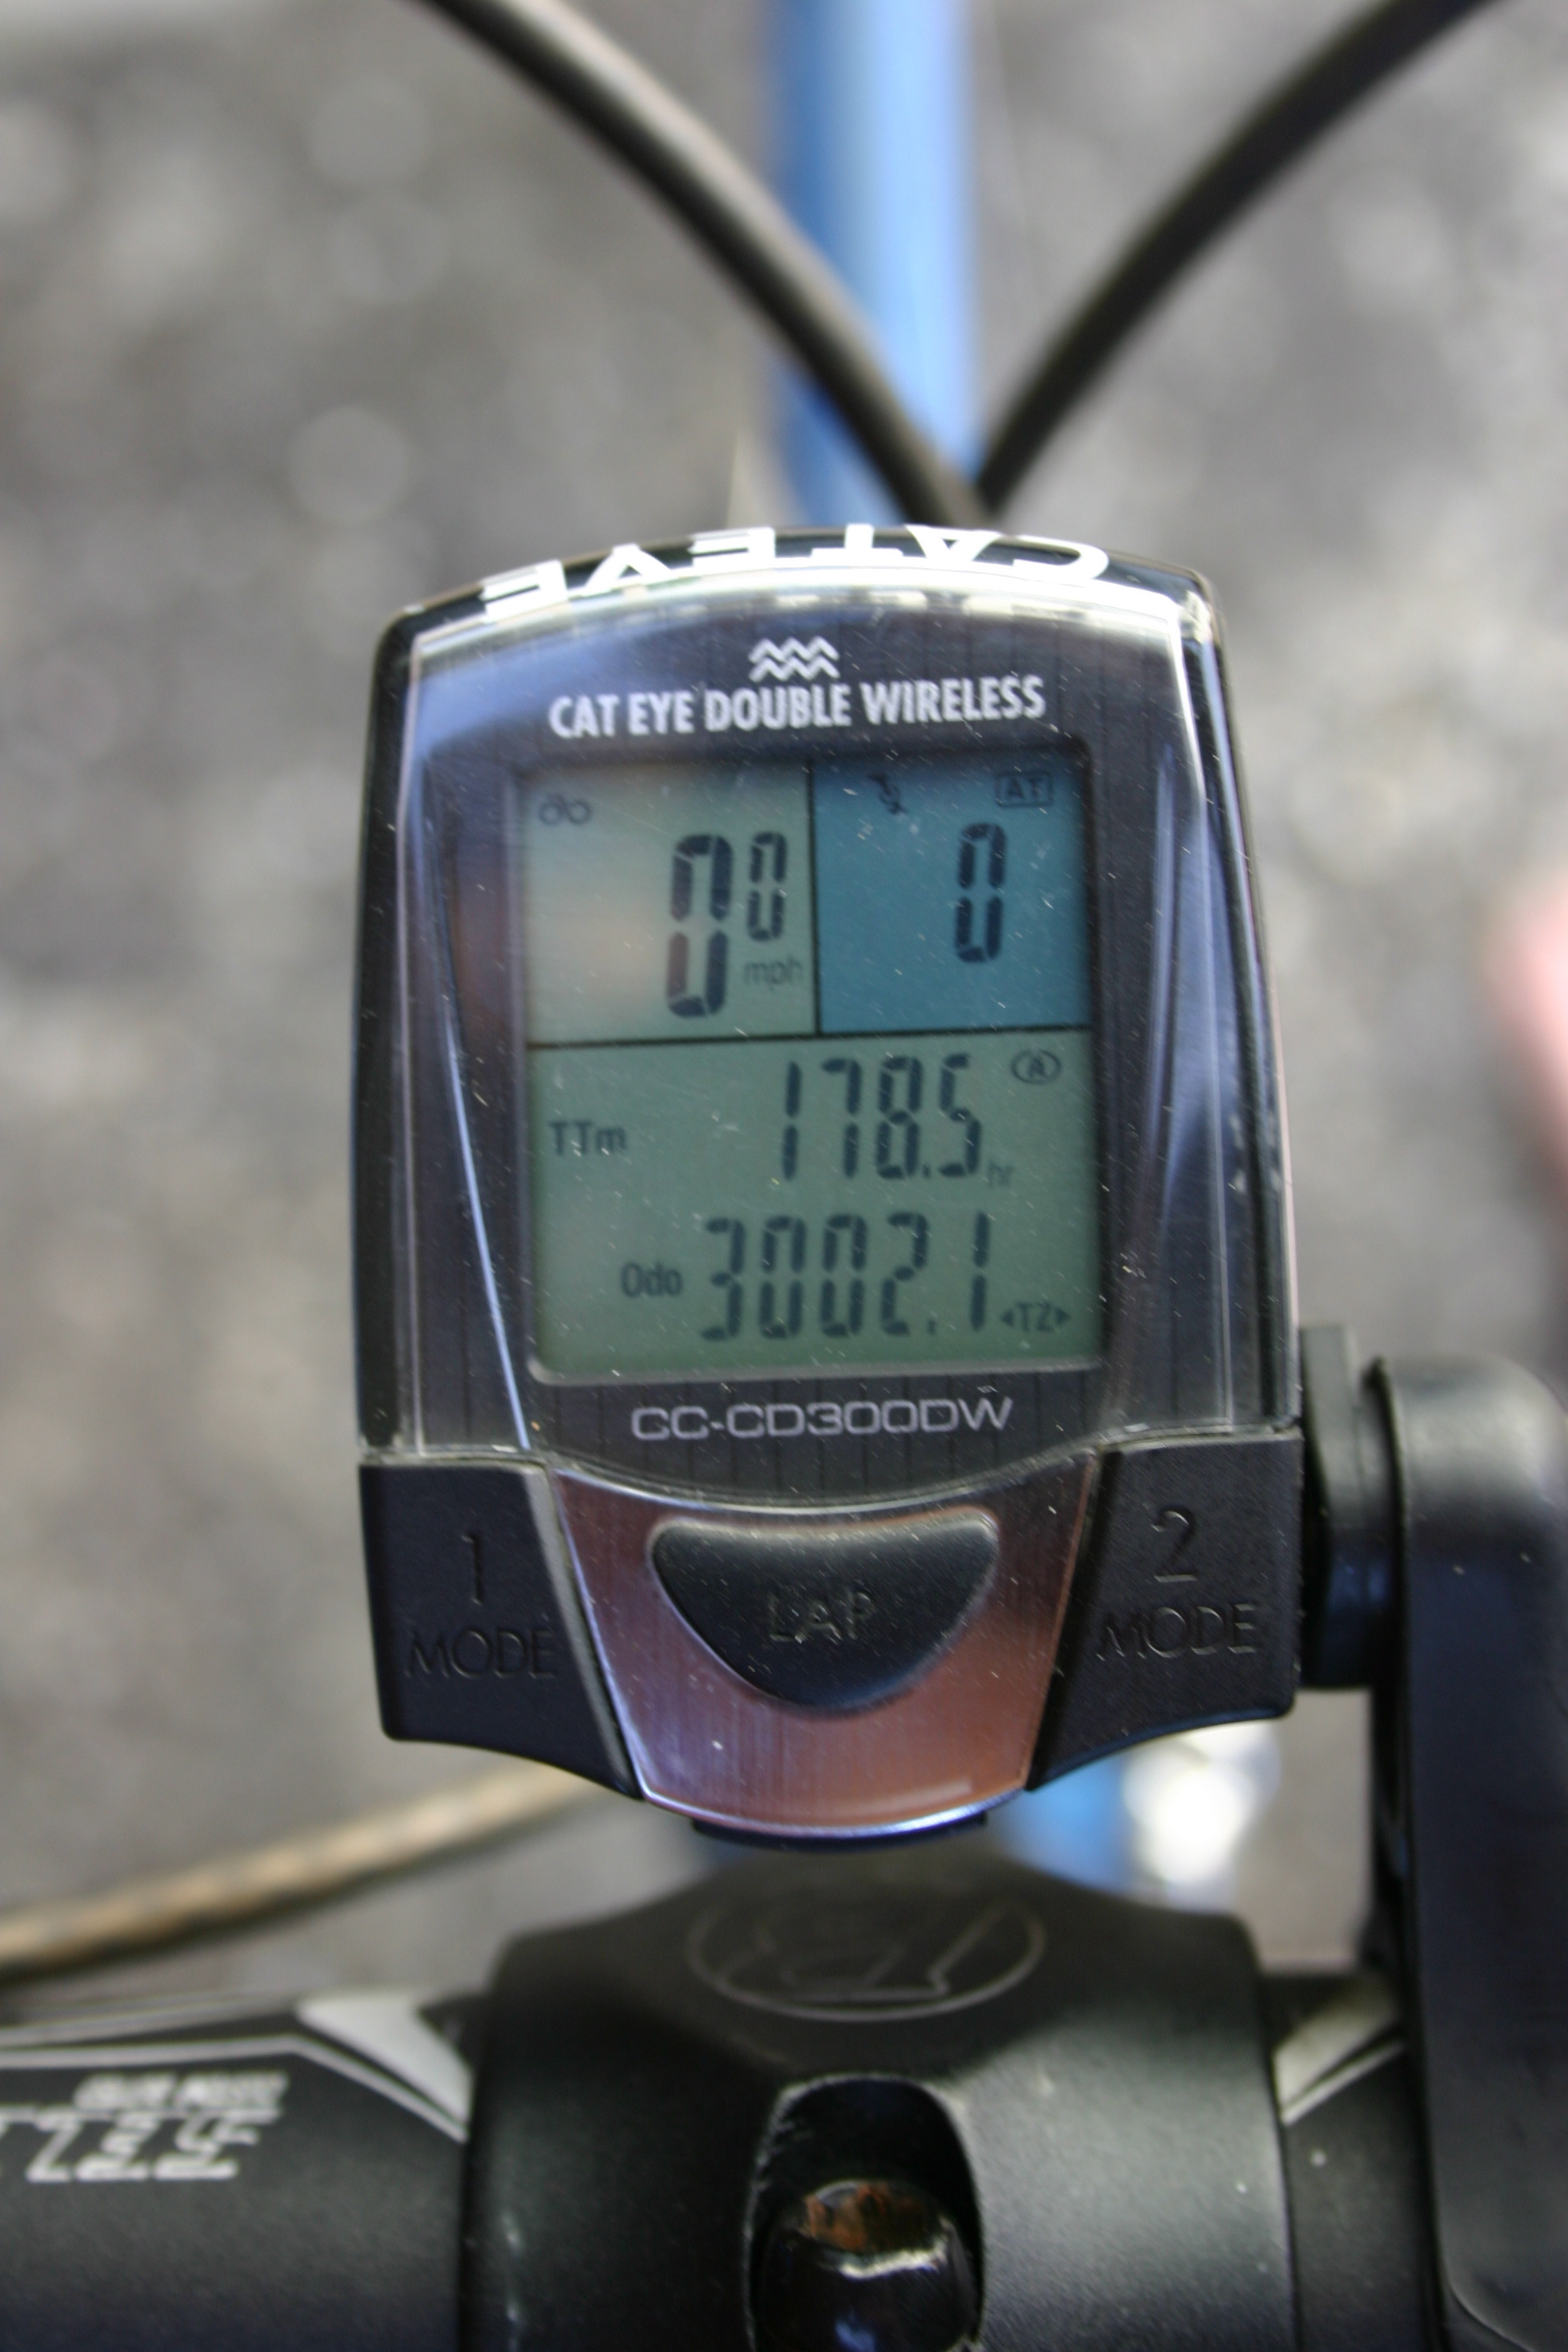 CATEYE
CAT EYE DOUBLE WIRELESS
AT
0.0 0
mph
178.5
TTm hr
A
Odo 3002.1 TZ
CC-CD300DW
1 MODE
LAP
2 MODE